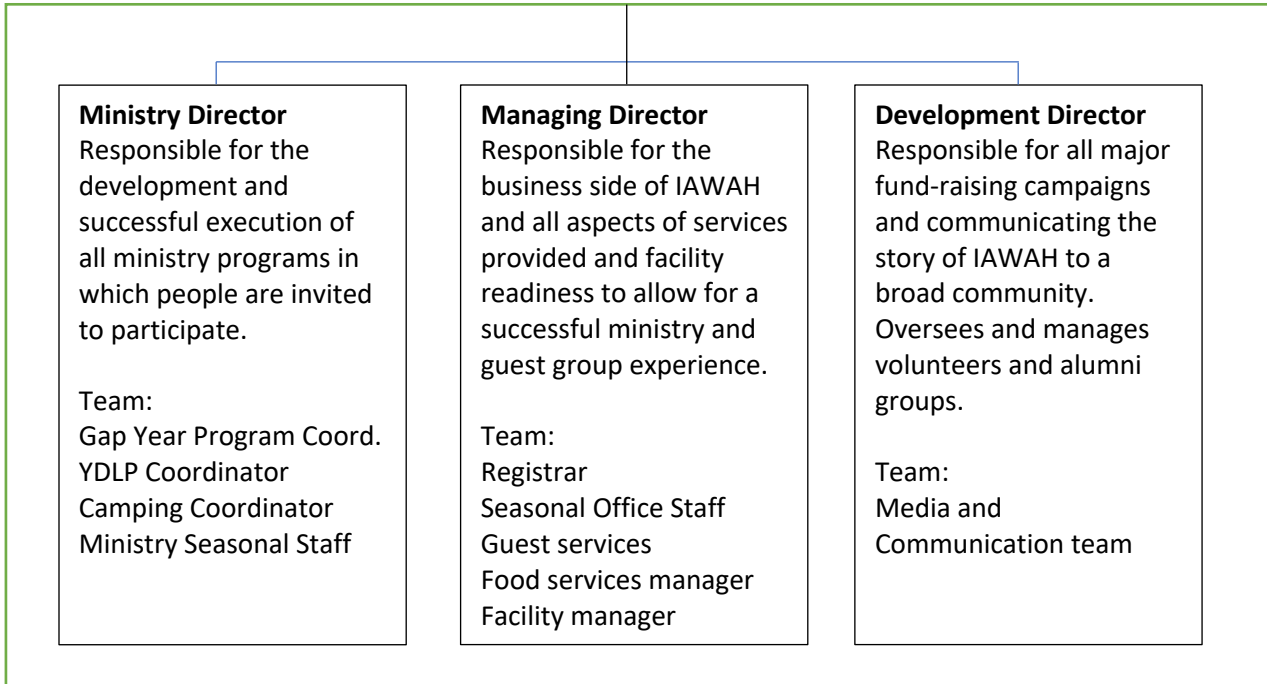 Ministry Director
Responsible for the
development and
successful execution of
all ministry programs in
which people are invited
to participate.
Team:
Gap Year Program Coord.
YDLP Coordinator
Camping Coordinator
Ministry Seasonal Staff
Managing Director
Responsible for the
business side of IAWAH
and all aspects of services
provided and facility
readiness to allow for a
successful ministry and
guest group experience.
Team:
Registrar
Seasonal Office Staff
Guest services
Food services manager
Facility manager
Development Director
Responsible for all major
fund-raising campaigns
and communicating the
story of IAWAH to a
broad community.
Oversees and manages
volunteers and alumni
groups.
Team:
Media and
Communication team